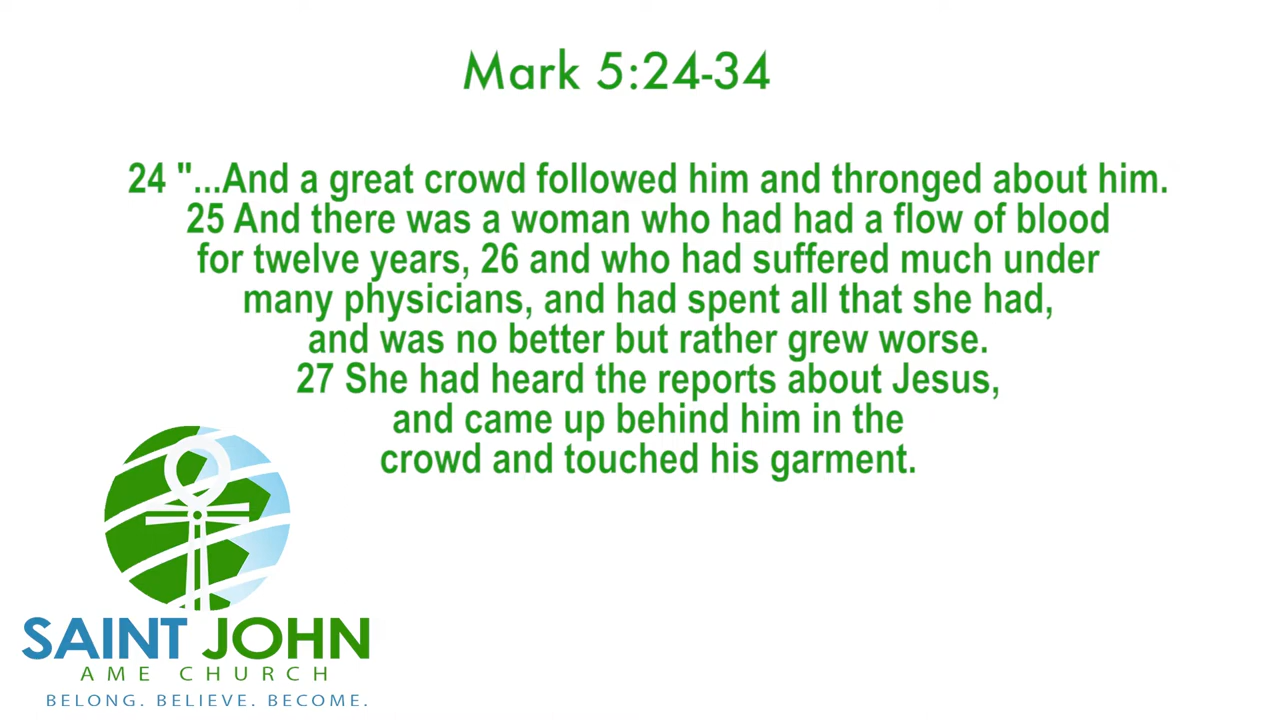 Mark 5:24-34
24 "...And a great crowd followed him and thronged about him.
25 And there was a woman who had had a flow of blood
for twelve years, 26 and who had suffered much under
many physicians, and had spent all that she had,
and was no better but rather grew worse.
27 She had heard the reports about Jesus,
and came up behind him in the
crowd and touched his garment.
SAINT JOHN
AME CHURCH
BELONG. BELIEVE. BECOME.